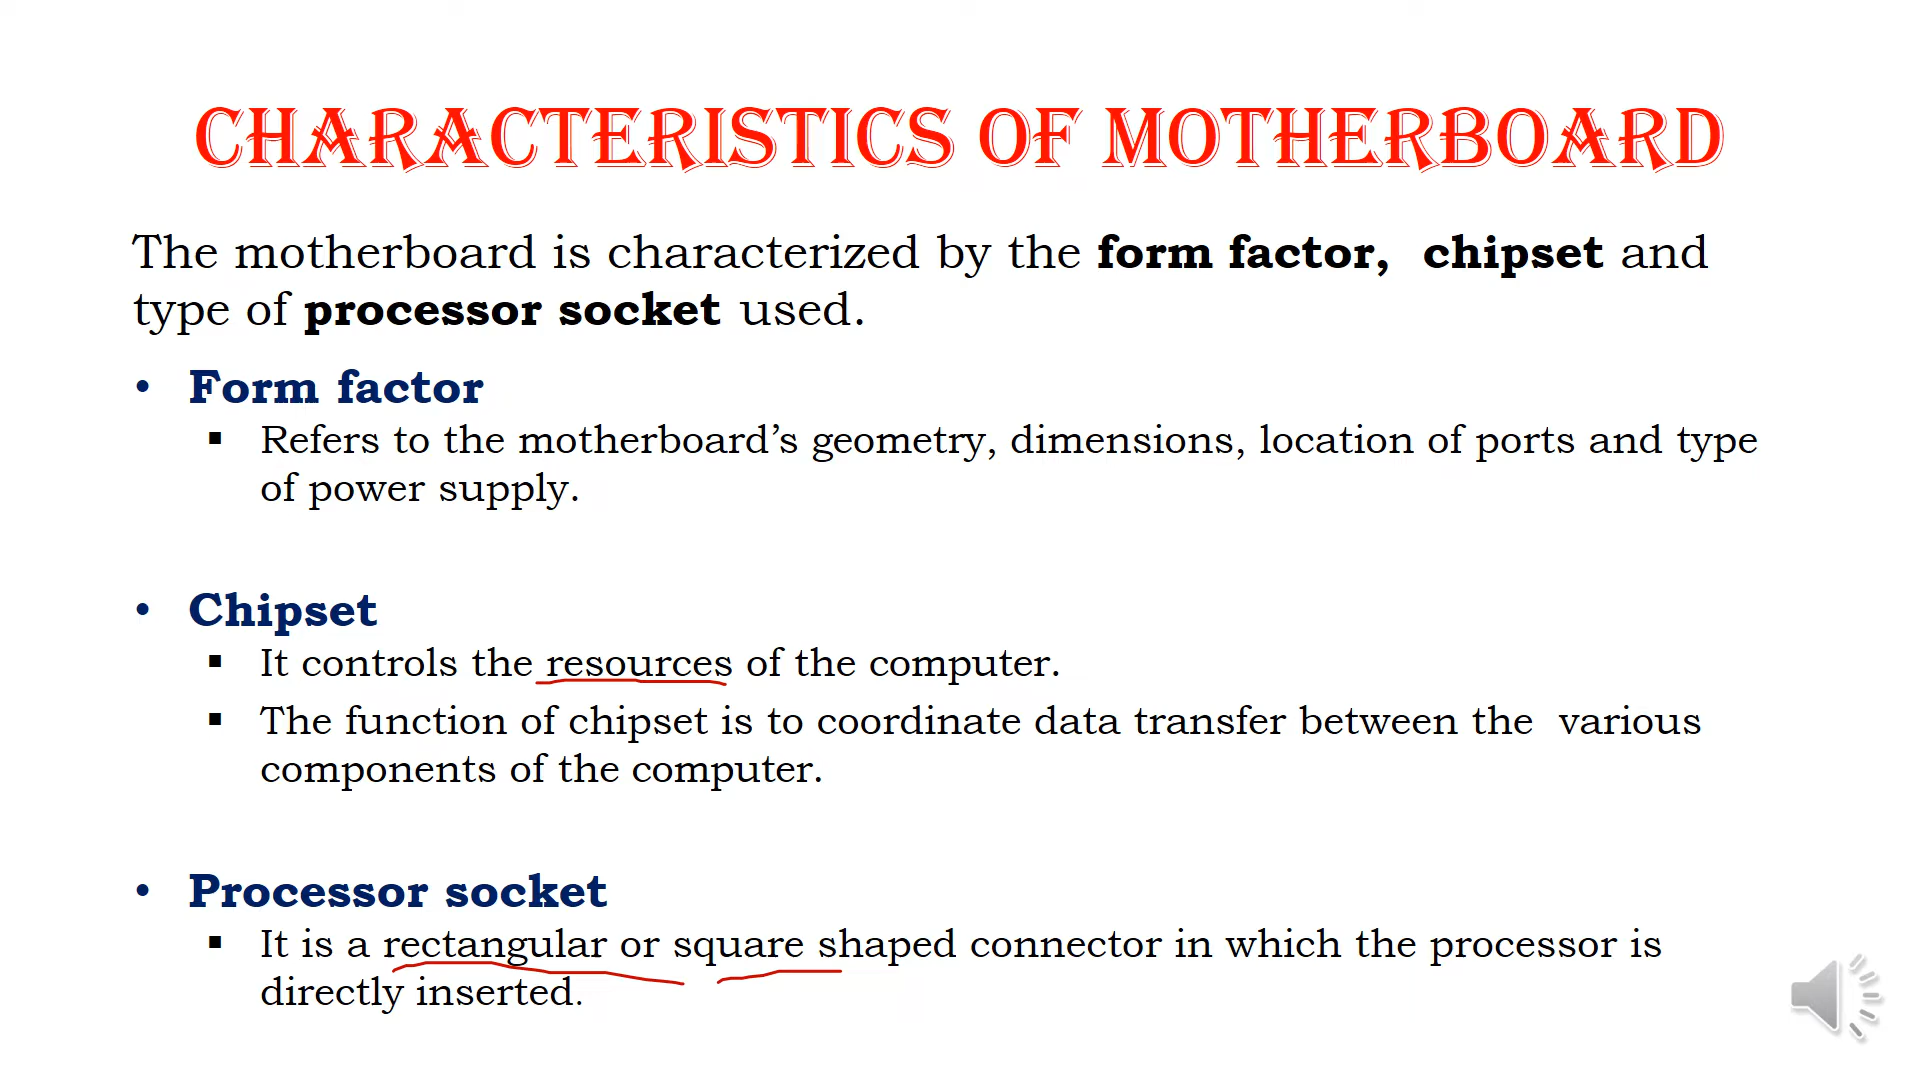 CHARACTERISTICS OF MOTHERBOARD
The motherboard is characterized by the form factor, chipset and
type of processor socket used.
• Form factor
▪ Refers to the motherboard’s geometry, dimensions, location of ports and type
of power supply.
• Chipset
▪ It controls the resources of the computer.
▪ The function of chipset is to coordinate data transfer between the various
components of the computer.
• Processor socket
▪ It is a rectangular or square shaped connector in which the processor is
directly inserted.